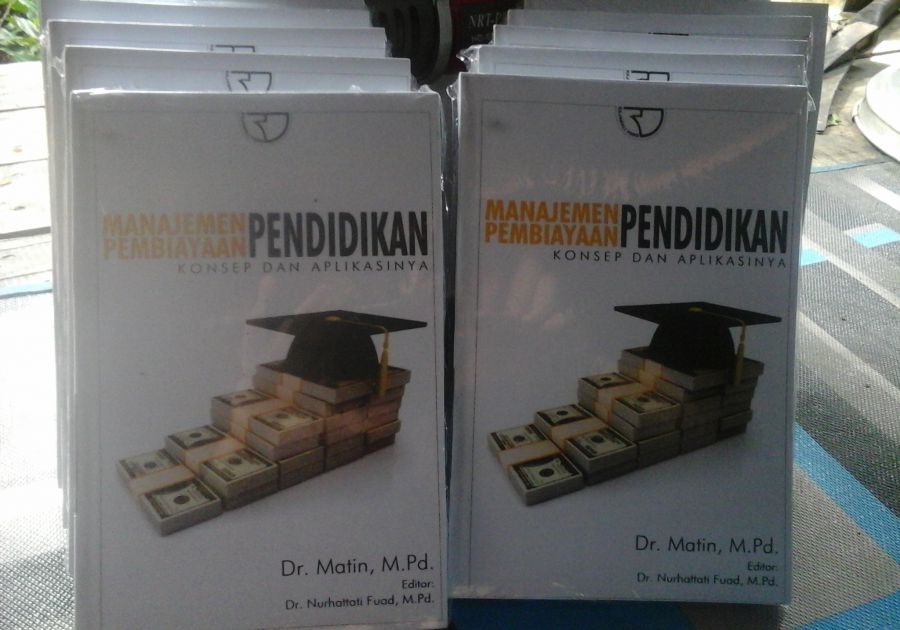 MANAJEMEN
PEMBIAYAAN PENDIDIKAN
KONSEP DAN APLIKASINYA
Dr. Matin, M.Pd.
Editor:
Dr. Nurhattati Fuad, M.Pd.
MANAJEMEN
PEMBIAYAAN PENDIDIKAN
KONSEP DAN APLIKASINYA
Dr. Matin, M.Pd.
Editor:
Dr. Nurhattati Fuad, M.Pd.